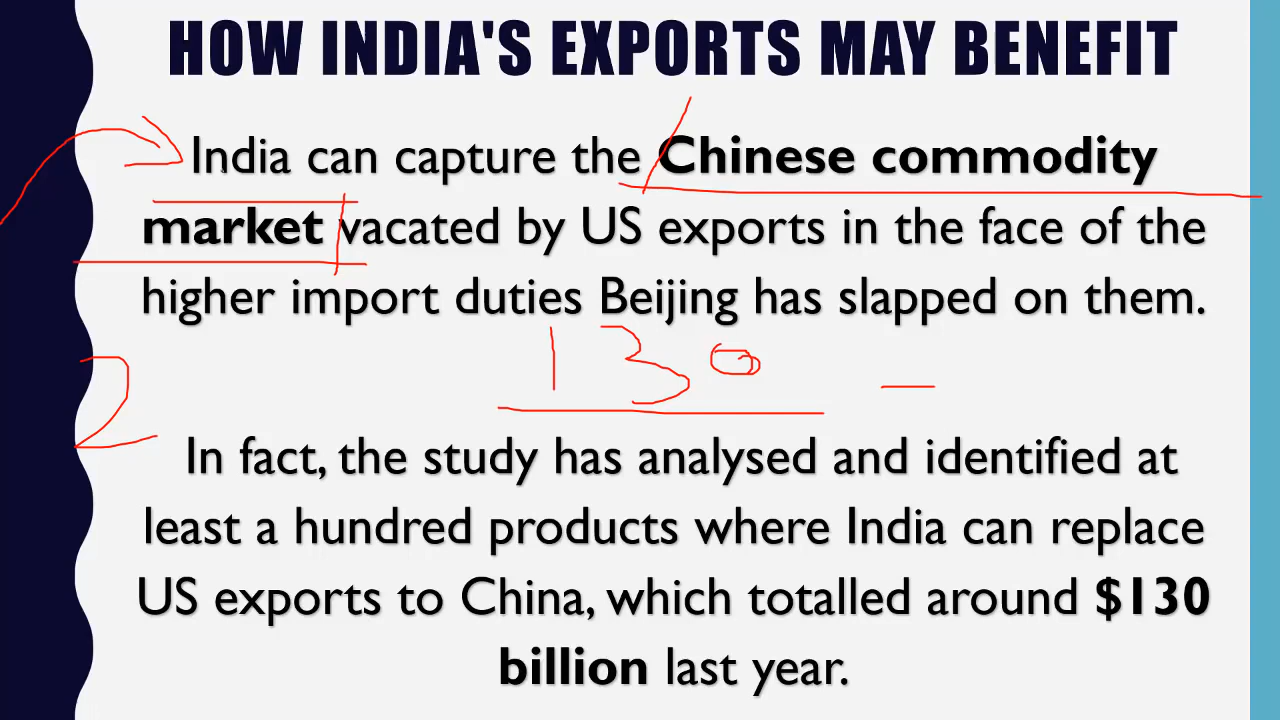 HOW INDIA'S EXPORTS MAY BENEFIT
India can capture the Chinese commodity
market vacated by US exports in the face of the
higher import duties Beijing has slapped on them.
130 -
2
In fact, the study has analysed and identified at
least a hundred products where India can replace
US exports to China, which totalled around $130
billion last year.